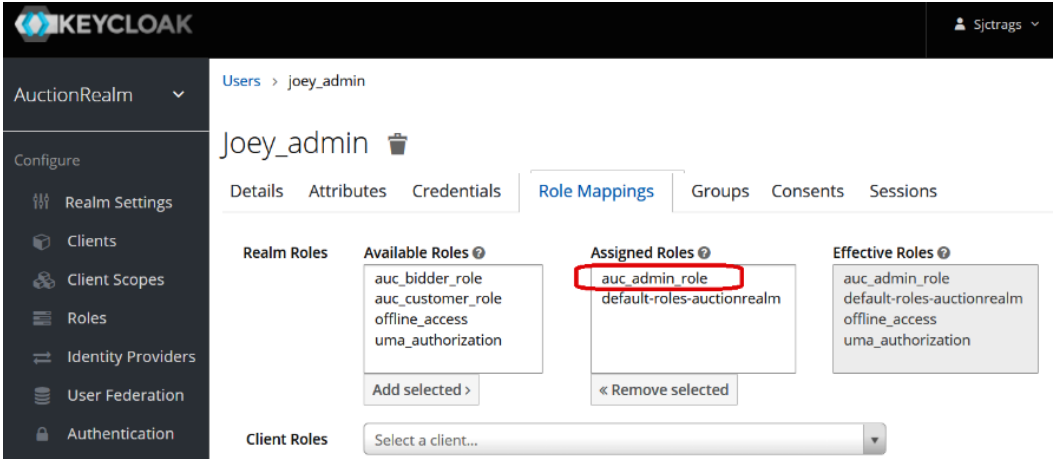 KEYCLOAK
Sjctrags
AuctionRealm
Users > joey_admin
Joey_admin
Configure
Realm Settings
Clients
Client Scopes
Roles
Identity Providers
User Federation
Authentication
Details Attributes Credentials Role Mappings Groups Consents Sessions
Realm Roles
Available Roles
auc_bidder_role
auc_customer_role
offline_access
uma_authorization
Add selected >
Assigned Roles
auc_admin_role
default-roles-auctionrealm
« Remove selected
Effective Roles
auc_admin_role
default-roles-auctionrealm
offline_access
uma_authorization
Client Roles
Select a client...